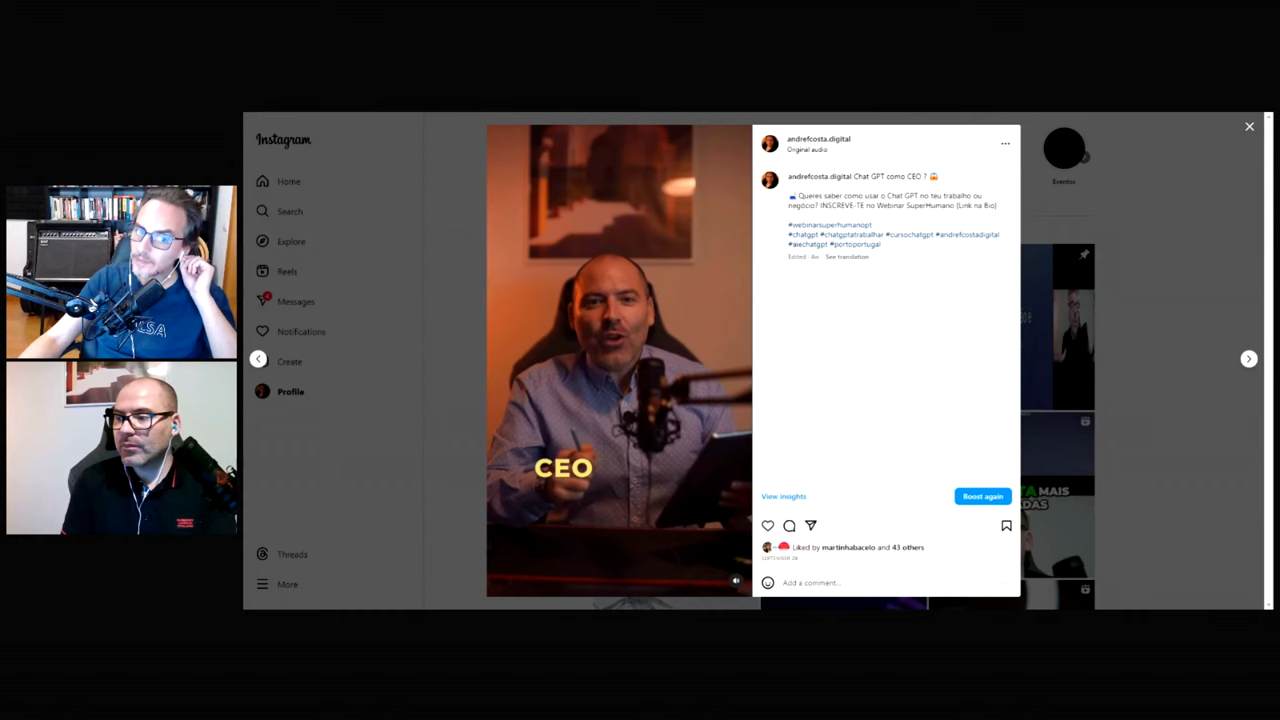 Instagram
Home
Search
Explore
Reels
4
Messages
Notifications
Create
Profile
Threads
More
CEO
andrefcosta.digital
Original audio
andrefcosta.digital Chat GPT como CEO ? 😱
Queres saber como usar o Chat GPT no teu trabalho ou
negócio? INSCREVE-TE no Webinar SuperHumano (Link na Bio)
#webinarsuperhumanopt
#chatgpt #chatgptatrabalhar #cursochatgpt #andrefcostadigital
#aiechatgpt #portoportugal
Edited · 4w See translation
View insights
Boost again
Liked by martinhabacelo and 43 others
Add a comment...
Eventos
MAIS